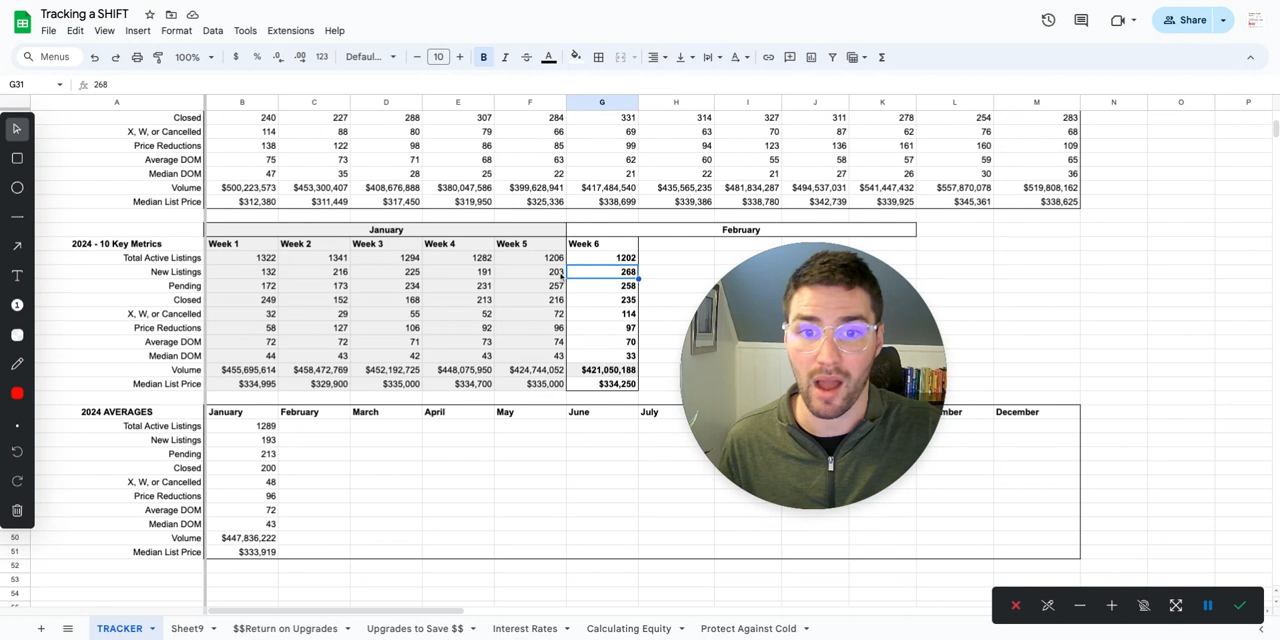 Tracking a SHIFT
File Edit View Insert Format Data Tools Extensions Help
Share
Menus 100% $ % .0 .00 123 Defaul... − 10 + B I A Σ
G31 fx 268
A B C D E F G H I J K L M N O P
Closed 240 227 288 307 284 331 314 327 311 278 254 283
X, W, or Cancelled 114 88 80 79 66 69 63 70 87 62 76 68
Price Reductions 138 122 98 86 85 99 94 123 136 161 160 109
Average DOM 75 73 71 68 63 62 60 55 58 57 59 65
Median DOM 47 35 28 25 22 21 22 21 27 26 30 36
Volume $500,223,573 $453,300,407 $408,676,888 $380,047,586 $399,628,941 $417,484,540 $435,565,235 $481,834,287 $494,537,031 $541,447,432 $557,870,078 $519,808,162
Median List Price $312,380 $311,449 $317,450 $319,950 $325,336 $338,699 $339,386 $338,780 $342,739 $339,925 $345,361 $338,625
January February
2024 - 10 Key Metrics Week 1 Week 2 Week 3 Week 4 Week 5 Week 6
Total Active Listings 1322 1341 1294 1282 1206 1202
New Listings 132 216 225 191 203 268
Pending 172 173 234 231 257 258
Closed 249 152 168 213 216 235
X, W, or Cancelled 32 29 55 52 72 114
Price Reductions 58 127 106 92 96 97
Average DOM 72 72 71 73 74 70
Median DOM 44 43 42 43 43 33
Volume $455,695,614 $458,472,769 $452,192,725 $448,075,950 $424,744,052 $421,050,188
Median List Price $334,995 $329,900 $335,000 $334,700 $335,000 $334,250
2024 AVERAGES January February March April May June July mber December
Total Active Listings 1289
New Listings 193
Pending 213
Closed 200
X, W, or Cancelled 48
Price Reductions 96
Average DOM 72
Median DOM 43
50 Volume $447,836,222
51 Median List Price $333,919
52
53
54
TRACKER Sheet9 $$Return on Upgrades Upgrades to Save $$ Interest Rates Calculating Equity Protect Against Cold